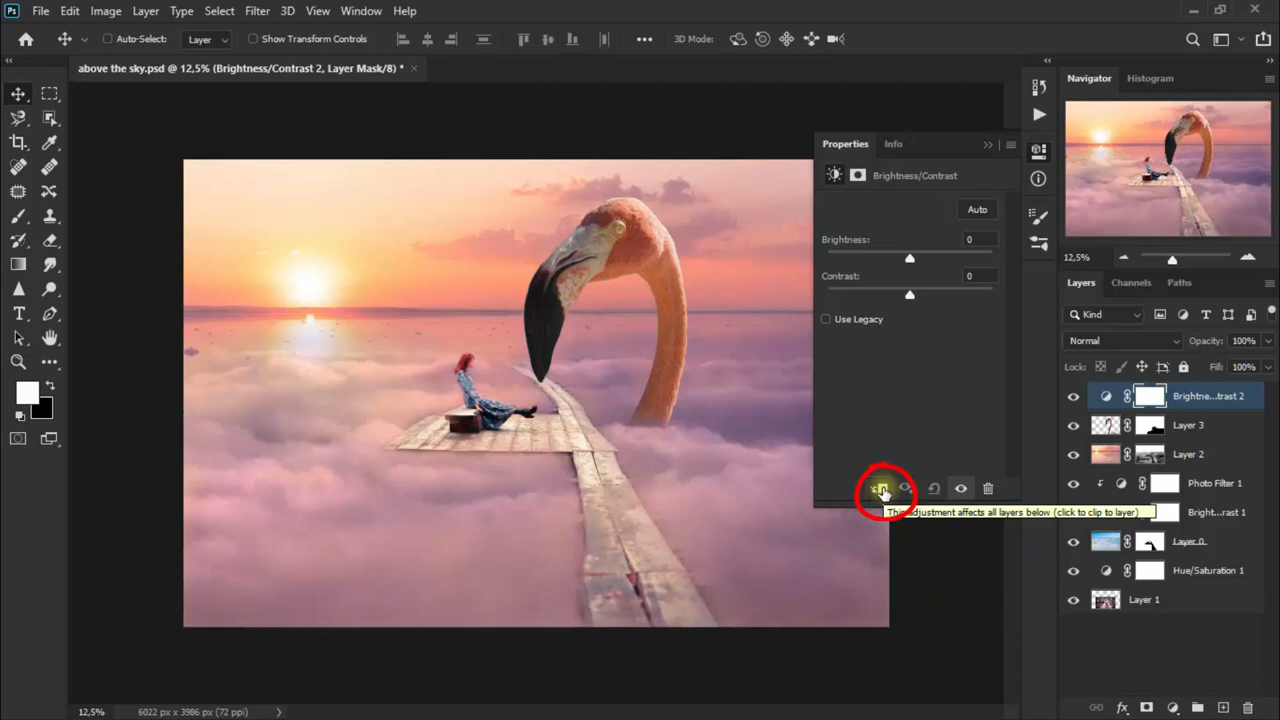 Ps File Edit Image Layer Type Select Filter 3D View Window Help
Auto-Select: Layer Show Transform Controls 3D Mode:
above the sky.psd @ 12,5% (Brightness/Contrast 2, Layer Mask/8) *
Navigator Histogram
Properties Info
Brightness/Contrast
Auto
Brightness: 0
12,5%
Contrast: 0
Layers Channels Paths
Use Legacy
Kind
Normal Opacity: 100%
Lock: Fill: 100%
Brightne...trast 2
Layer 3
Layer 2
Photo Filter 1
This adjustment affects all layers below (click to clip to layer)
Bright...rast 1
Layer 0
Hue/Saturation 1
Layer 1
12,5% 6022 px x 3986 px (72 ppi)
fx